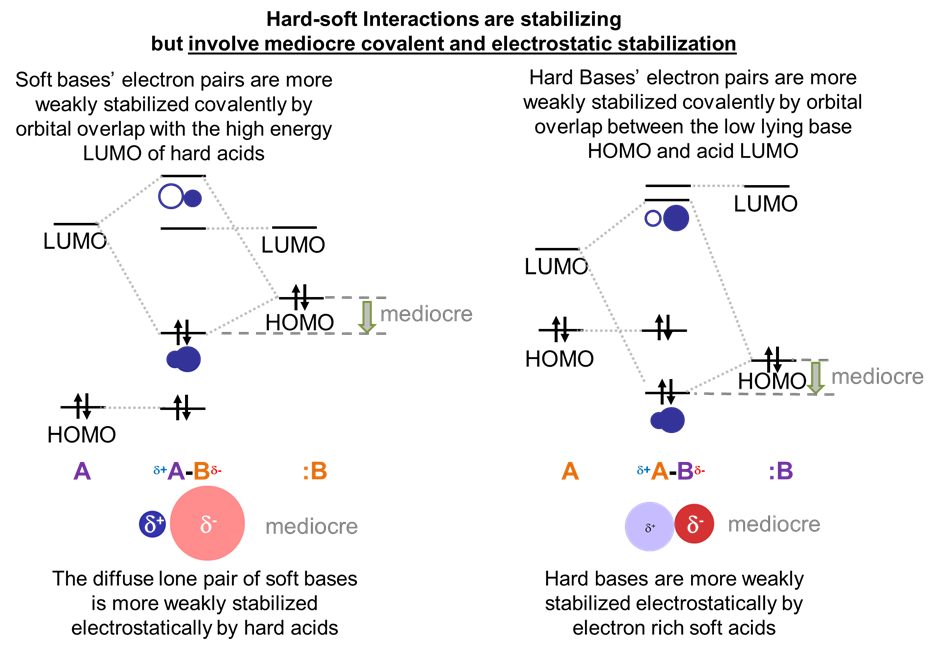 Hard-soft Interactions are stabilizing
but involve mediocre covalent and electrostatic stabilization
Soft bases’ electron pairs are more
weakly stabilized covalently by
orbital overlap with the high energy
LUMO of hard acids
LUMO
LUMO
HOMO
mediocre
HOMO
A
δ+A-Bδ-
:B
δ+
δ-
mediocre
The diffuse lone pair of soft bases
is more weakly stabilized
electrostatically by hard acids
Hard Bases’ electron pairs are more
weakly stabilized covalently by orbital
overlap between the low lying base
HOMO and acid LUMO
LUMO
LUMO
HOMO
HOMO
mediocre
A
δ+A-Bδ-
:B
δ+
δ-
mediocre
Hard bases are more weakly
stabilized electrostatically by
electron rich soft acids